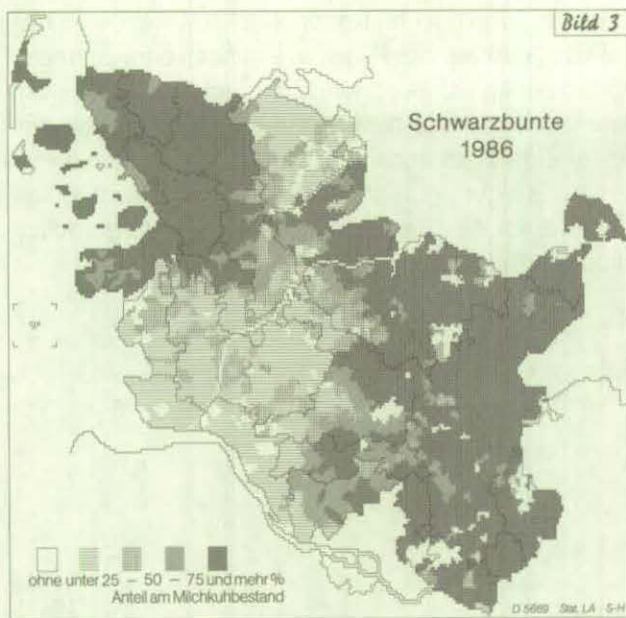 Bild 3
Schwarzbunte
1986
ohne unter 25 – 50 – 75 und mehr %
Anteil am Milchkuhbestand
D 5669 Stat. LA S-H